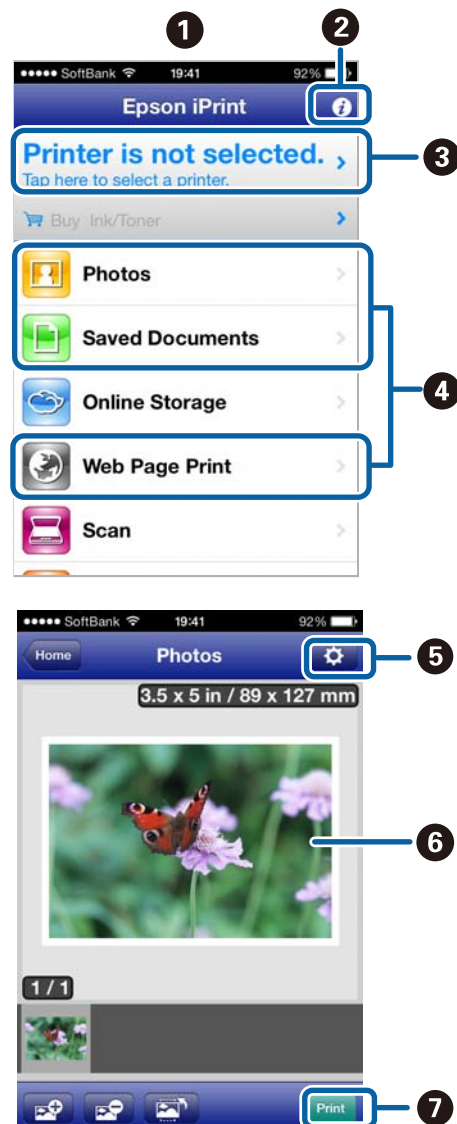 1
2
●●●●● SoftBank 19:41 92%
Epson iPrint
i
Printer is not selected.
3
Tap here to select a printer.
Buy Ink/Toner
Photos
Saved Documents
4
Online Storage
Web Page Print
Scan
●●●●● SoftBank 19:41 92%
Home Photos
5
3.5 x 5 in / 89 x 127 mm
6
1 / 1
Print
7